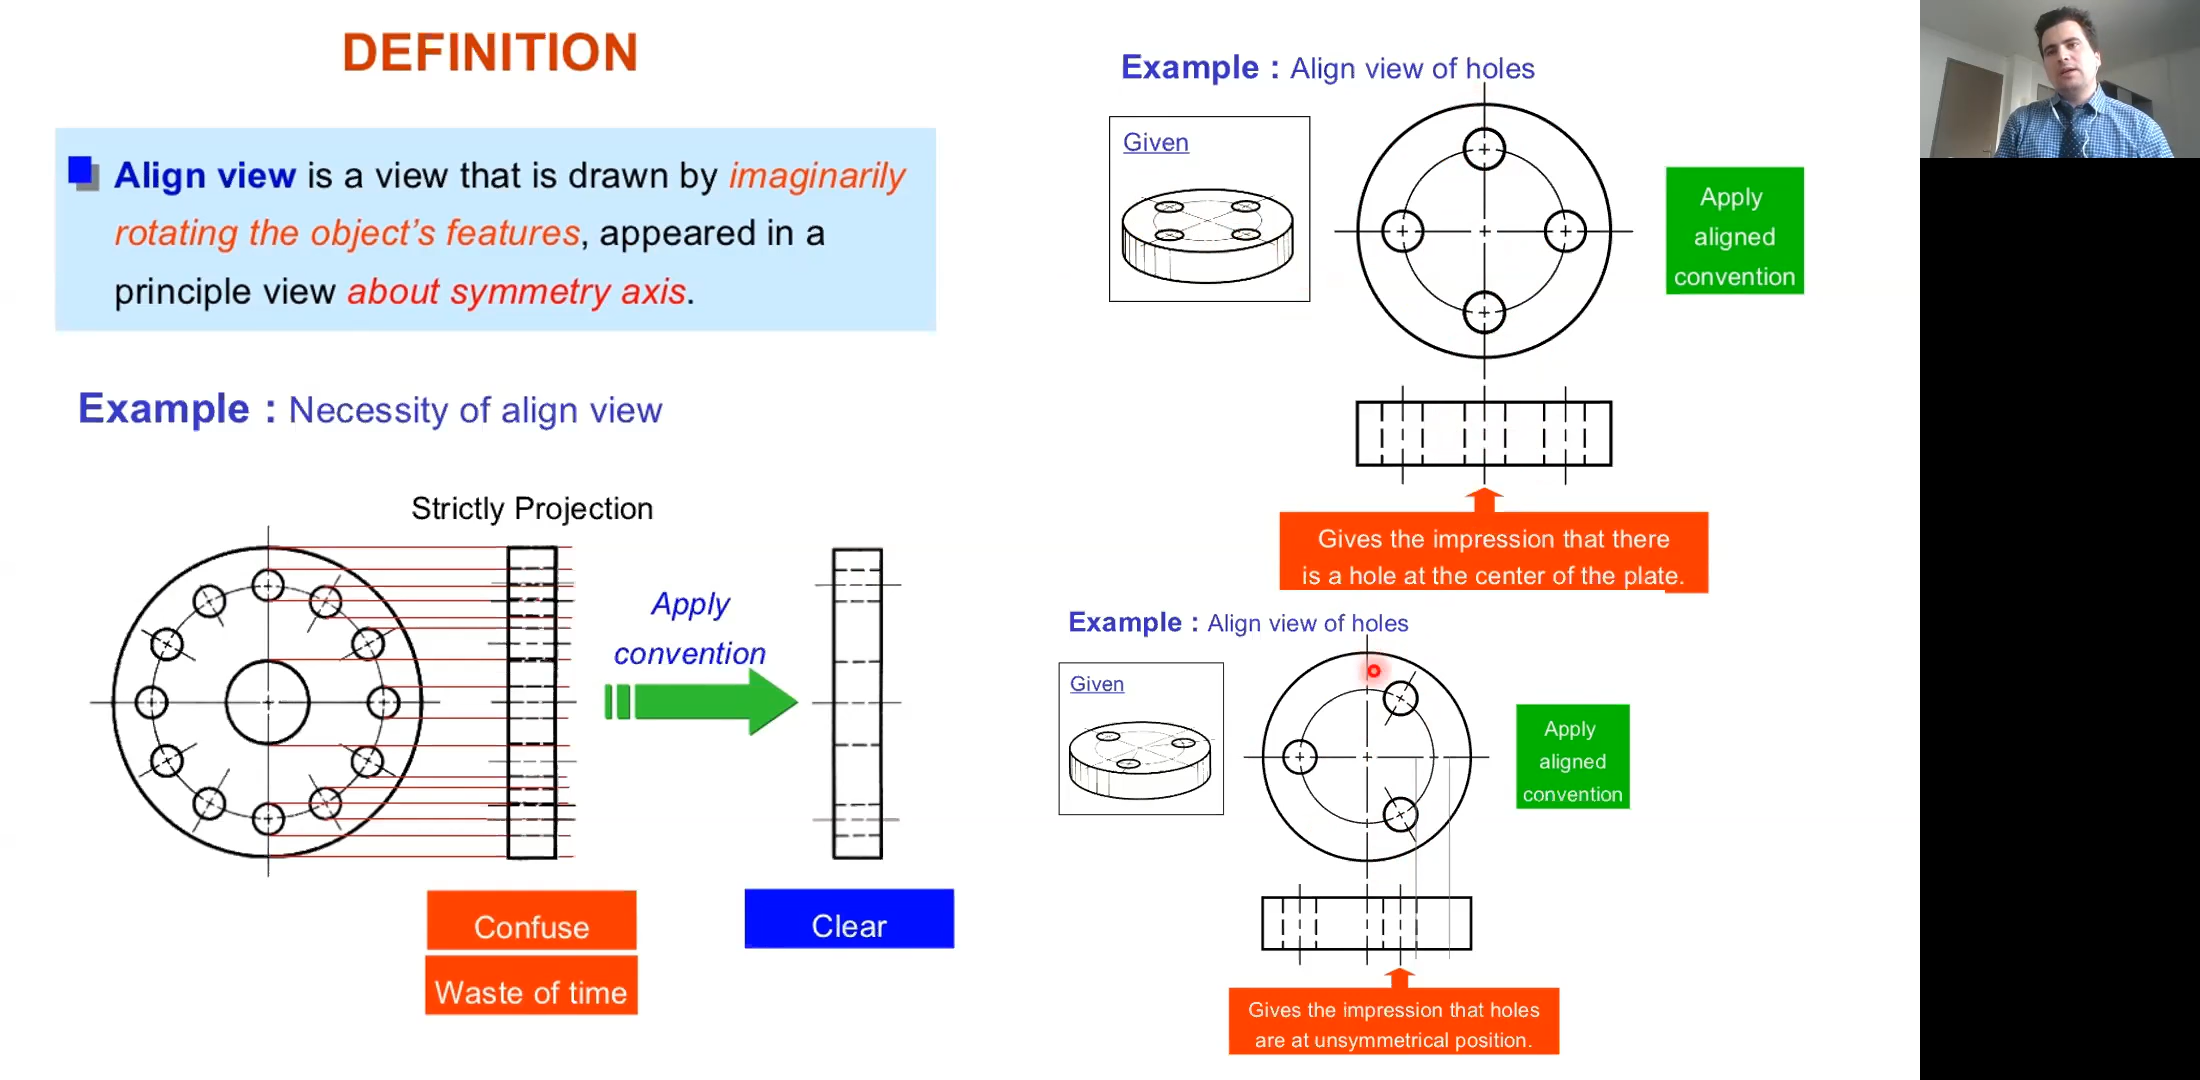 DEFINITION
Align view is a view that is drawn by imaginarily
rotating the object's features, appeared in a
principle view about symmetry axis.
Example : Necessity of align view
Strictly Projection
Apply
convention
Confuse
Waste of time
Clear
Example : Align view of holes
Given
Apply
aligned
convention
Gives the impression that there
is a hole at the center of the plate.
Example : Align view of holes
Given
Apply
aligned
convention
Gives the impression that holes
are at unsymmetrical position.